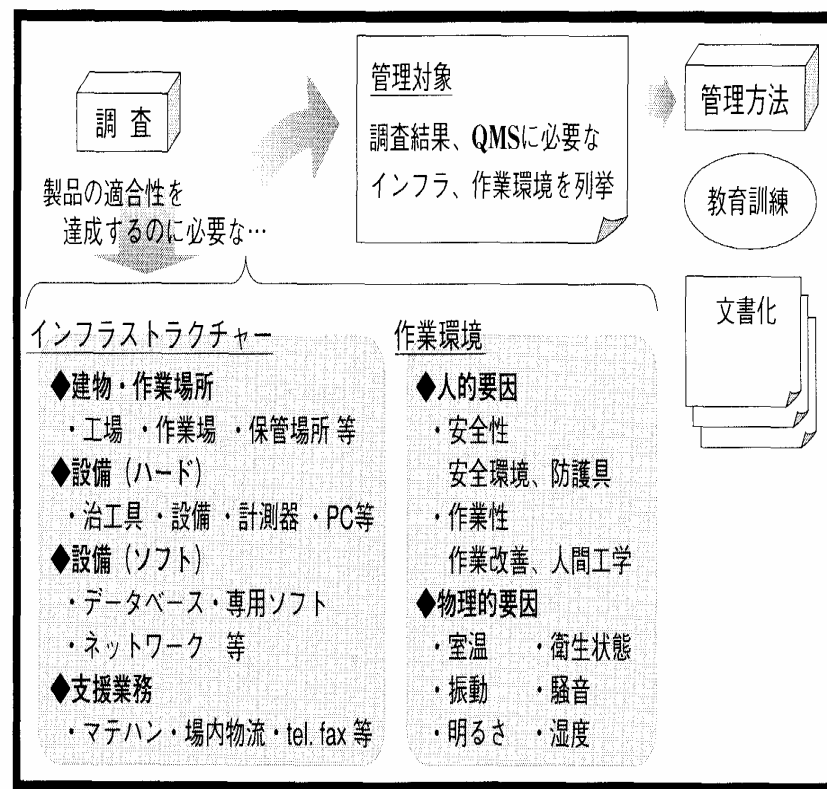 調 査
製品の適合性を
達成するのに必要な…
管理対象
調査結果、QMSに必要な
インフラ、作業環境を列挙
管理方法
教育訓練
文書化
インフラストラクチャー
◆建物・作業場所
・工場 ・作業場 ・保管場所 等
◆設備（ハード）
・治工具 ・設備 ・計測器 ・PC等
◆設備（ソフト）
・データベース・専用ソフト
・ネットワーク 等
◆支援業務
・マテハン・場内物流・tel. fax 等
作業環境
◆人的要因
・安全性
安全環境、防護具
・作業性
作業改善、人間工学
◆物理的要因
・室温 ・衛生状態
・振動 ・騒音
・明るさ ・湿度